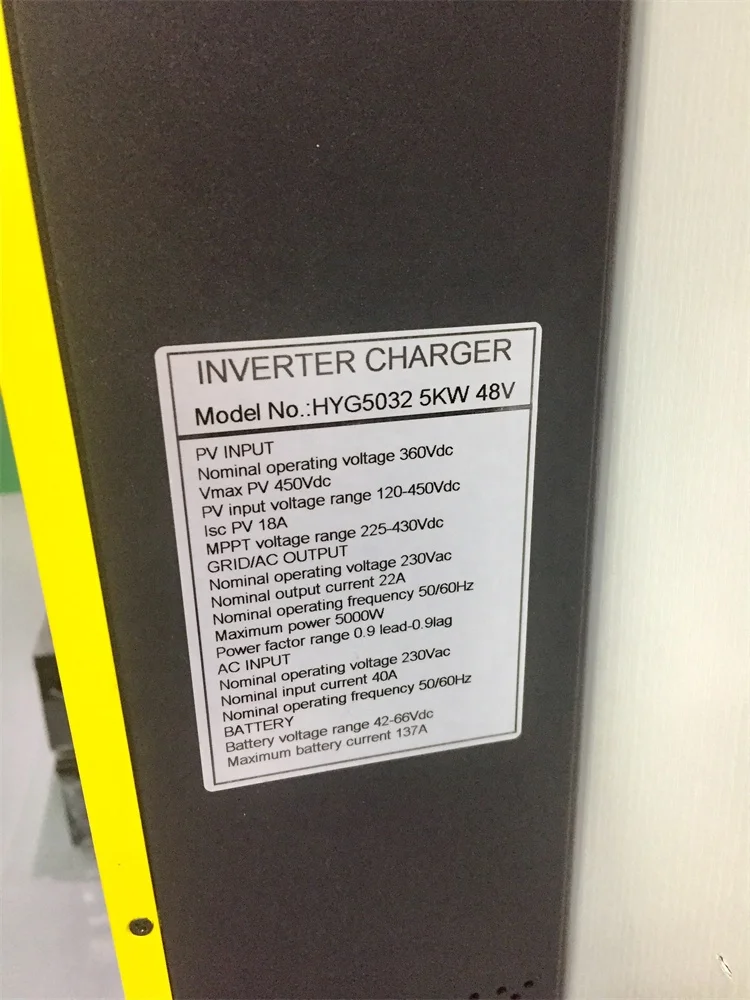 INVERTER CHARGER
Model No.:HYG5032 5KW 48V
PV INPUT
Nominal operating voltage 360Vdc
Vmax PV 450Vdc
PV input voltage range 120-450Vdc
Isc PV 18A
MPPT voltage range 225-430Vdc
GRID/AC OUTPUT
Nominal operating voltage 230Vac
Nominal output current 22A
Nominal operating frequency 50/60Hz
Maximum power 5000W
Power factor range 0.9 lead-0.9lag
AC INPUT
Nominal operating voltage 230Vac
Nominal input current 40A
Nominal operating frequency 50/60Hz
BATTERY
Battery voltage range 42-66Vdc
Maximum battery current 137A